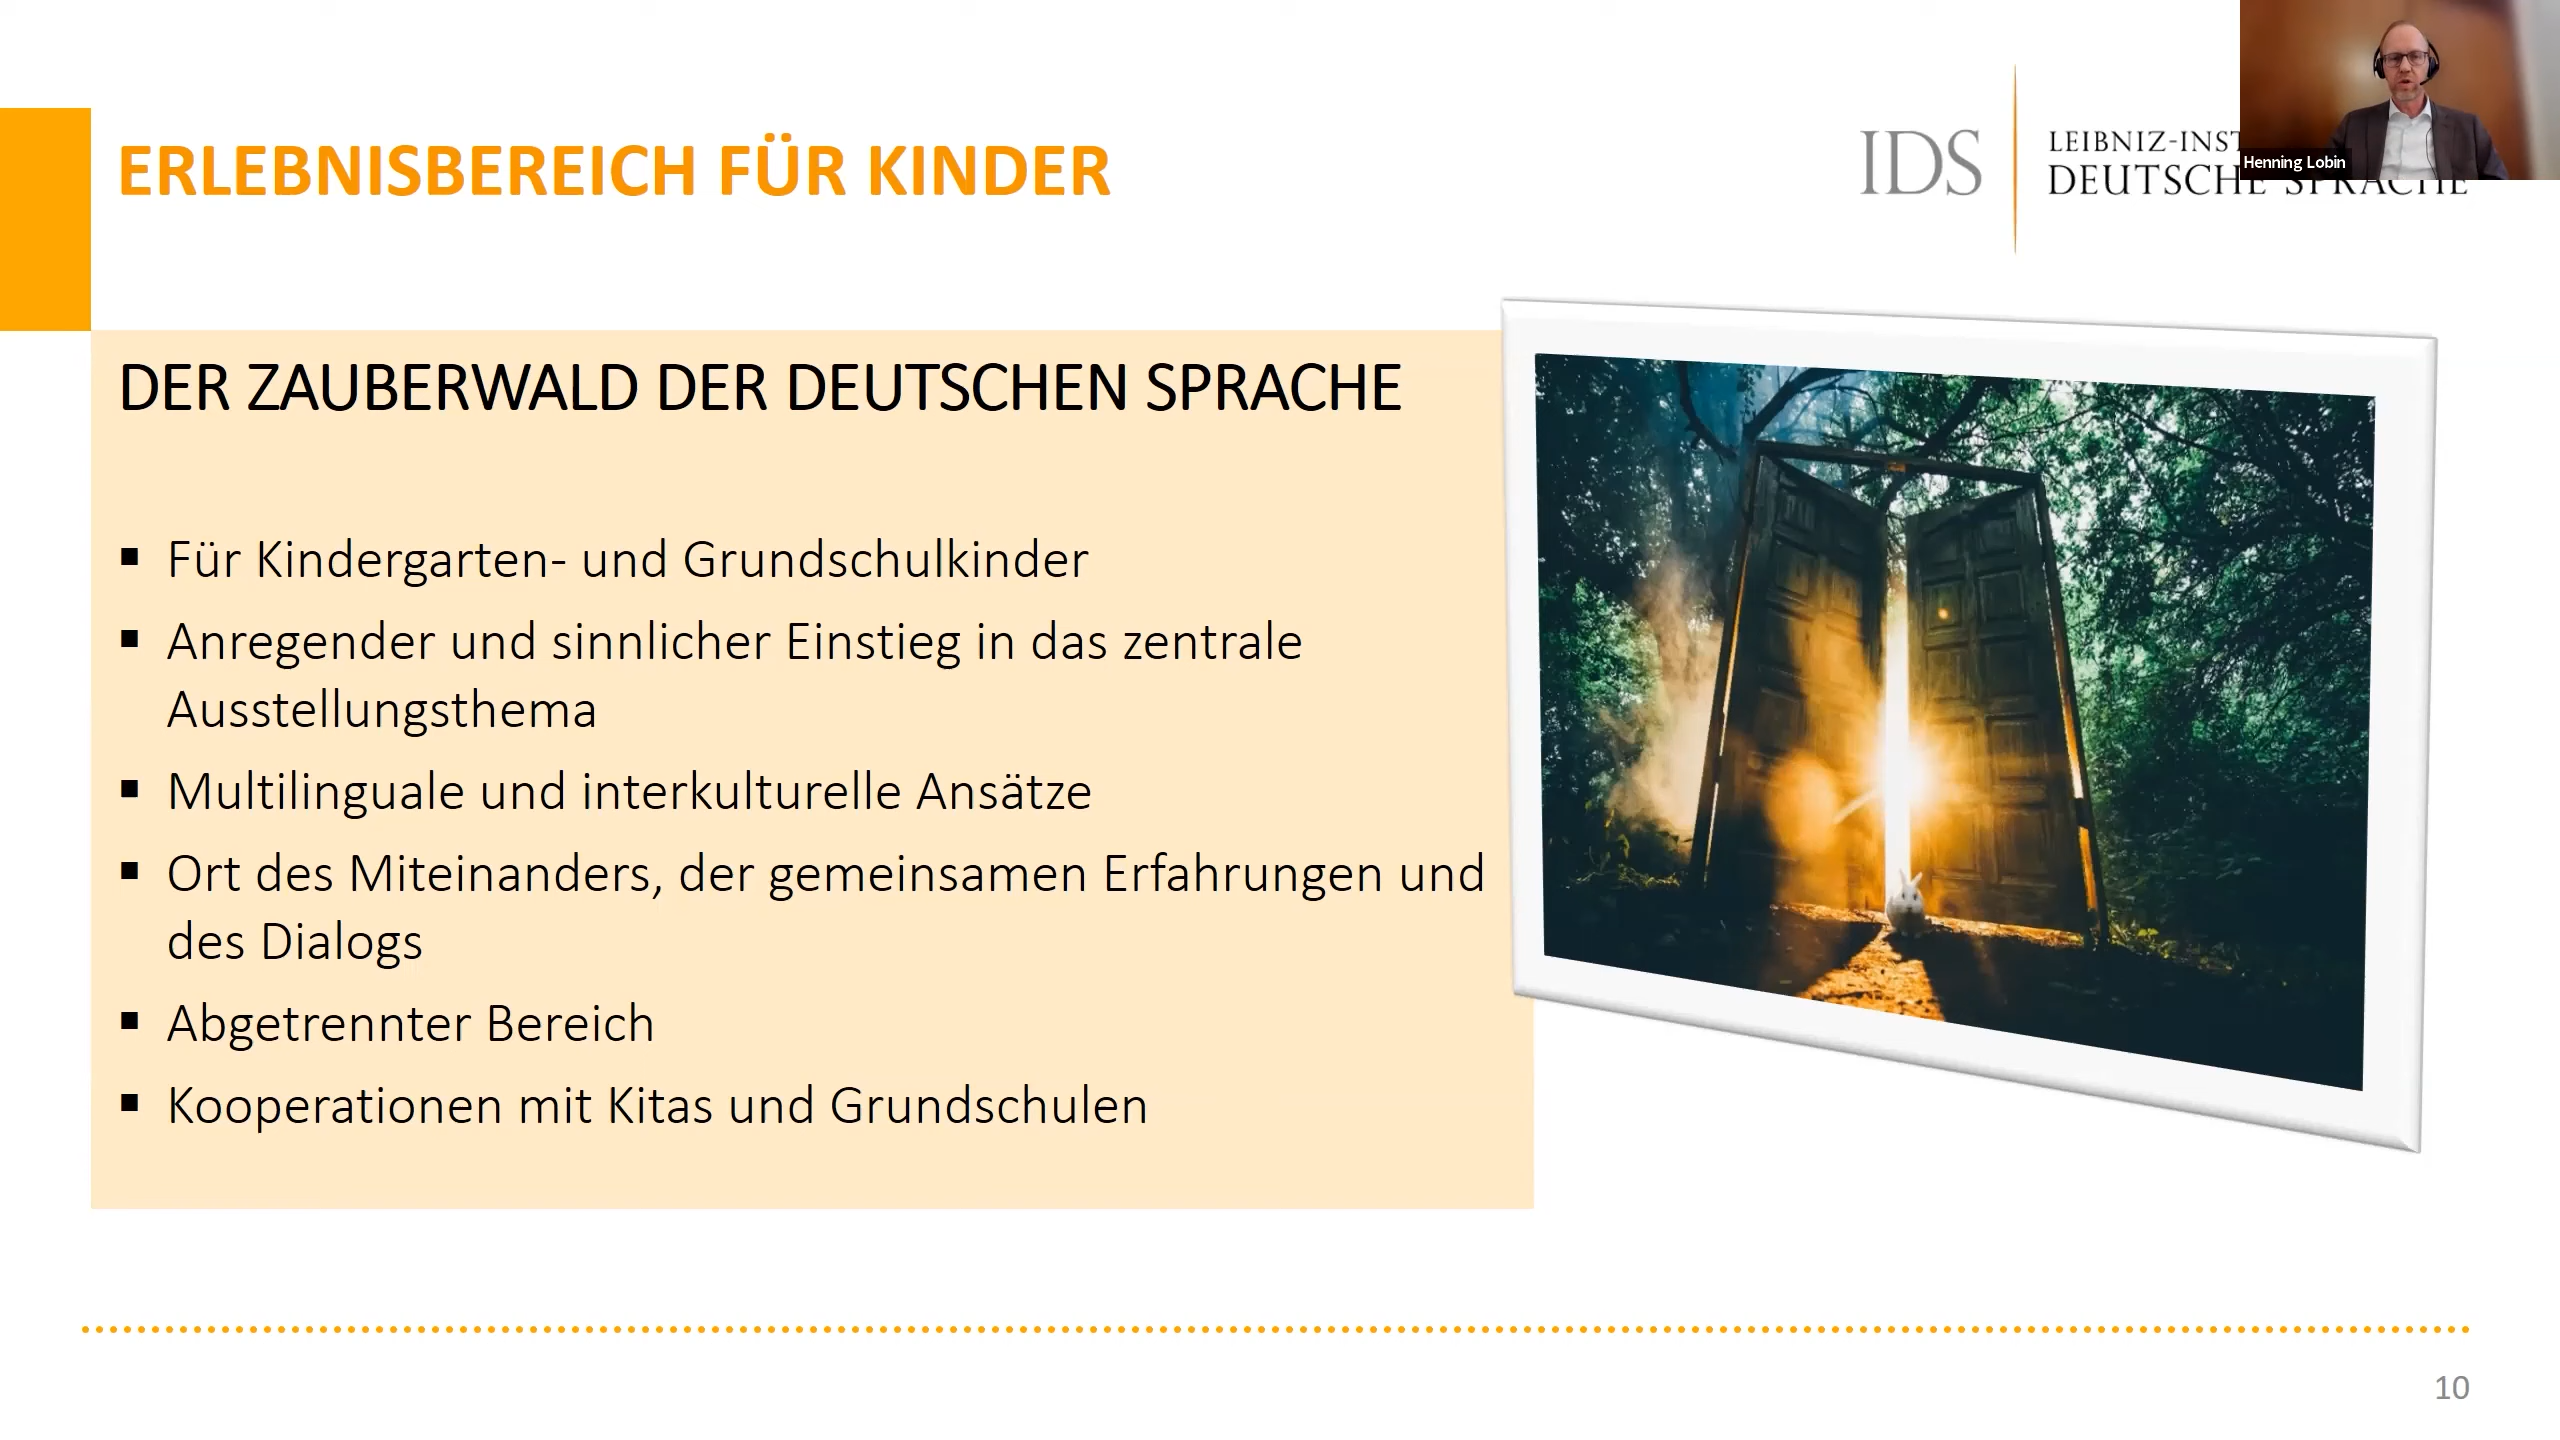 ERLEBNISBEREICH FÜR KINDER
IDS
LEIBNIZ-INST
DEUTSCHE SPRACHE
Henning Lobin
DER ZAUBERWALD DER DEUTSCHEN SPRACHE
▪ Für Kindergarten- und Grundschulkinder
▪ Anregender und sinnlicher Einstieg in das zentrale
Ausstellungsthema
▪ Multilinguale und interkulturelle Ansätze
▪ Ort des Miteinanders, der gemeinsamen Erfahrungen und
des Dialogs
▪ Abgetrennter Bereich
▪ Kooperationen mit Kitas und Grundschulen
10